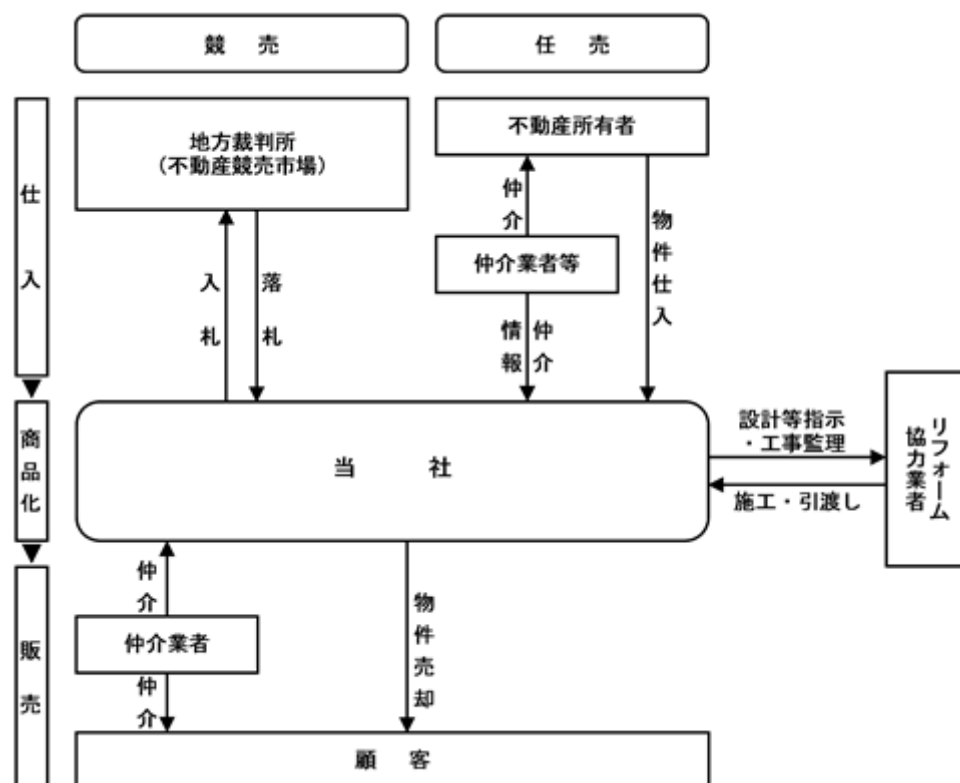 競売
任売
仕入
地方裁判所
（不動産競売市場）
不動産所有者
仲介
仲介業者等
物件仕入
入札
落札
情報
仲介
商品化
当社
設計等指示
・工事監理
施工・引渡し
リフォーム
協力業者
販売
仲介
仲介業者
仲介
物件売却
顧客